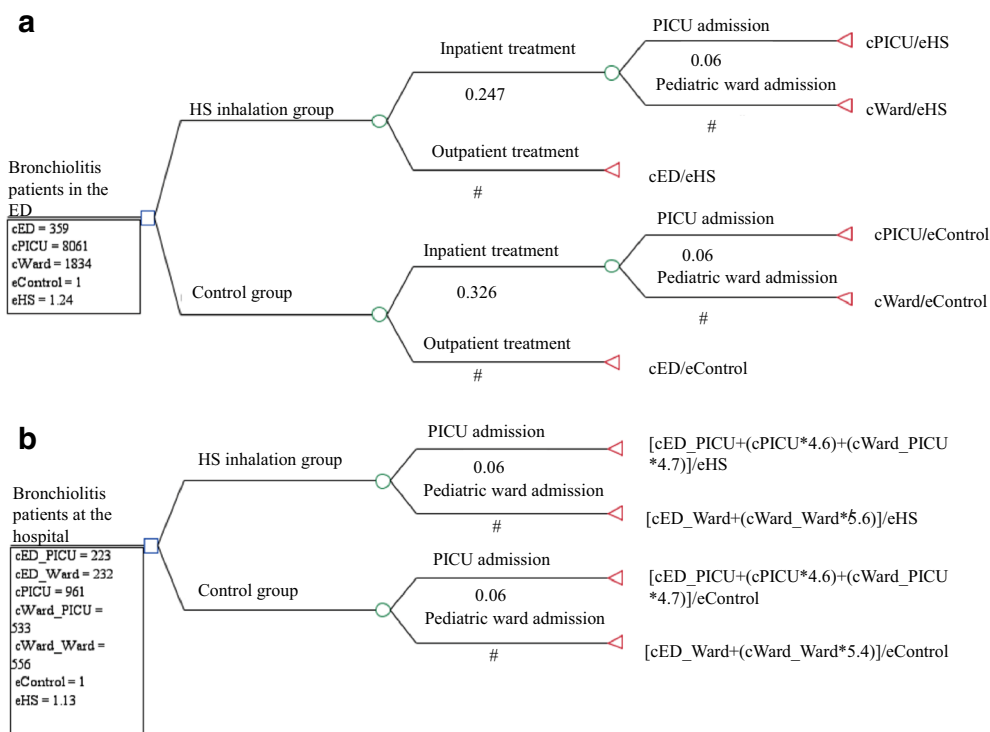 a
PICU admission
cPICU/eHS
Inpatient treatment
0.06
Pediatric ward admission
0.247
HS inhalation group
cWard/eHS
#
Outpatient treatment
cED/eHS
#
Bronchiolitis
patients in the
ED
cED = 359
cPICU = 8061
cWard = 1834
eControl = 1
eHS = 1.24
PICU admission
cPICU/eControl
Inpatient treatment
0.06
Pediatric ward admission
Control group
0.326
cWard/eControl
#
Outpatient treatment
cED/eControl
#
b
PICU admission
[cED_PICU+(cPICU*4.6)+(cWard_PICU
*4.7)]/eHS
HS inhalation group
0.06
Pediatric ward admission
[cED_Ward+(cWard_Ward*5.6)]/eHS
#
Bronchiolitis
patients at the
hospital
cED_PICU = 223
cED_Ward = 232
cPICU = 961
cWard_PICU =
533
cWard_Ward =
556
eControl = 1
eHS = 1.13
PICU admission
[cED_PICU+(cPICU*4.6)+(cWard_PICU
*4.7)]/eControl
Control group
0.06
Pediatric ward admission
[cED_Ward+(cWard_Ward*5.4)]/eControl
#